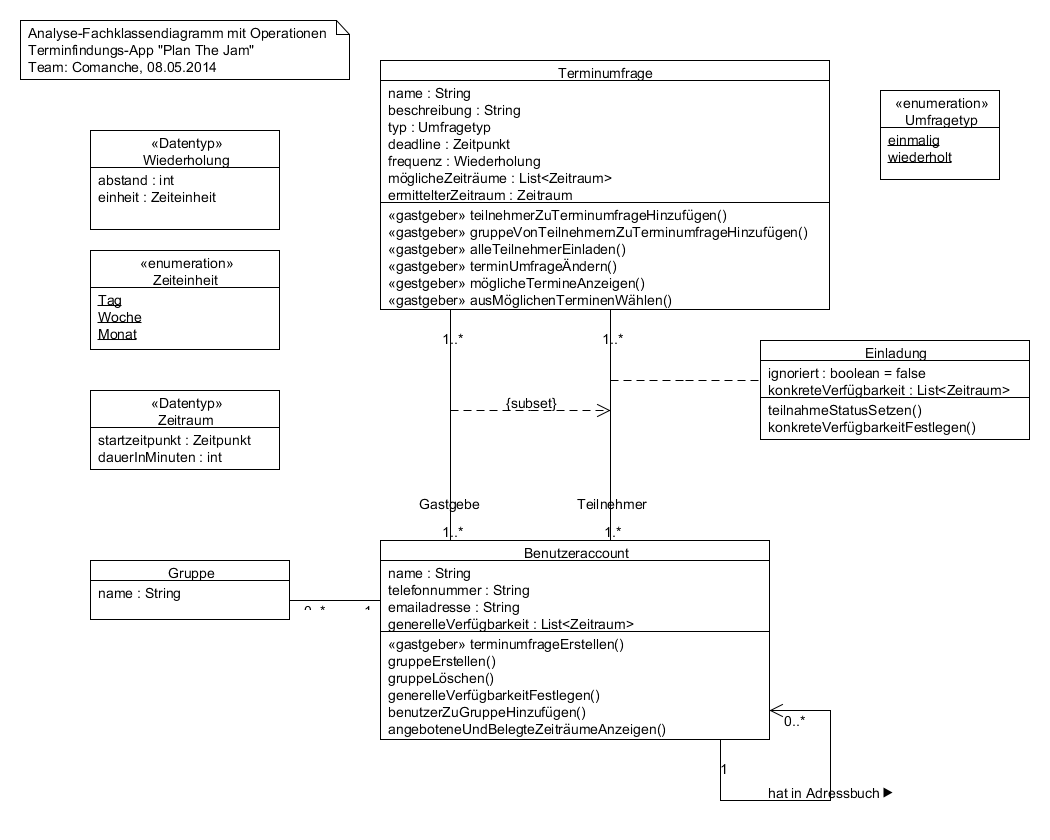 Analyse-Fachklassendiagramm mit Operationen
Terminfindungs-App "Plan The Jam"
Team: Comanche, 08.05.2014
Terminumfrage
name : String
beschreibung : String
typ : Umfragetyp
deadline : Zeitpunkt
frequenz : Wiederholung
möglicheZeiträume : List<Zeitraum>
ermittelterZeitraum : Zeitraum
«gastgeber» teilnehmerZuTerminumfrageHinzufügen()
«gastgeber» gruppeVonTeilnehmernZuTerminumfrageHinzufügen()
«gastgeber» alleTeilnehmerEinladen()
«gastgeber» terminUmfrageÄndern()
«gestgeber» möglicheTermineAnzeigen()
«gastgeber» ausMöglichenTerminenWählen()
«enumeration»
Umfragetyp
einmalig
wiederholt
«Datentyp»
Wiederholung
abstand : int
einheit : Zeiteinheit
«enumeration»
Zeiteinheit
Tag
Woche
Monat
«Datentyp»
Zeitraum
startzeitpunkt : Zeitpunkt
dauerInMinuten : int
1..*
1..*
Einladung
ignoriert : boolean = false
konkreteVerfügbarkeit : List<Zeitraum>
teilnahmeStatusSetzen()
konkreteVerfügbarkeitFestlegen()
{subset}
Gastgebe
Teilnehmer
1..*
1.*
Gruppe
name : String
0..*
1
Benutzeraccount
name : String
telefonnummer : String
emailadresse : String
generelleVerfügbarkeit : List<Zeitraum>
«gastgeber» terminumfrageErstellen()
gruppeErstellen()
gruppeLöschen()
generelleVerfügbarkeitFestlegen()
benutzerZuGruppeHinzufügen()
angeboteneUndBelegteZeiträumeAnzeigen()
0..*
1
hat in Adressbuch ▶